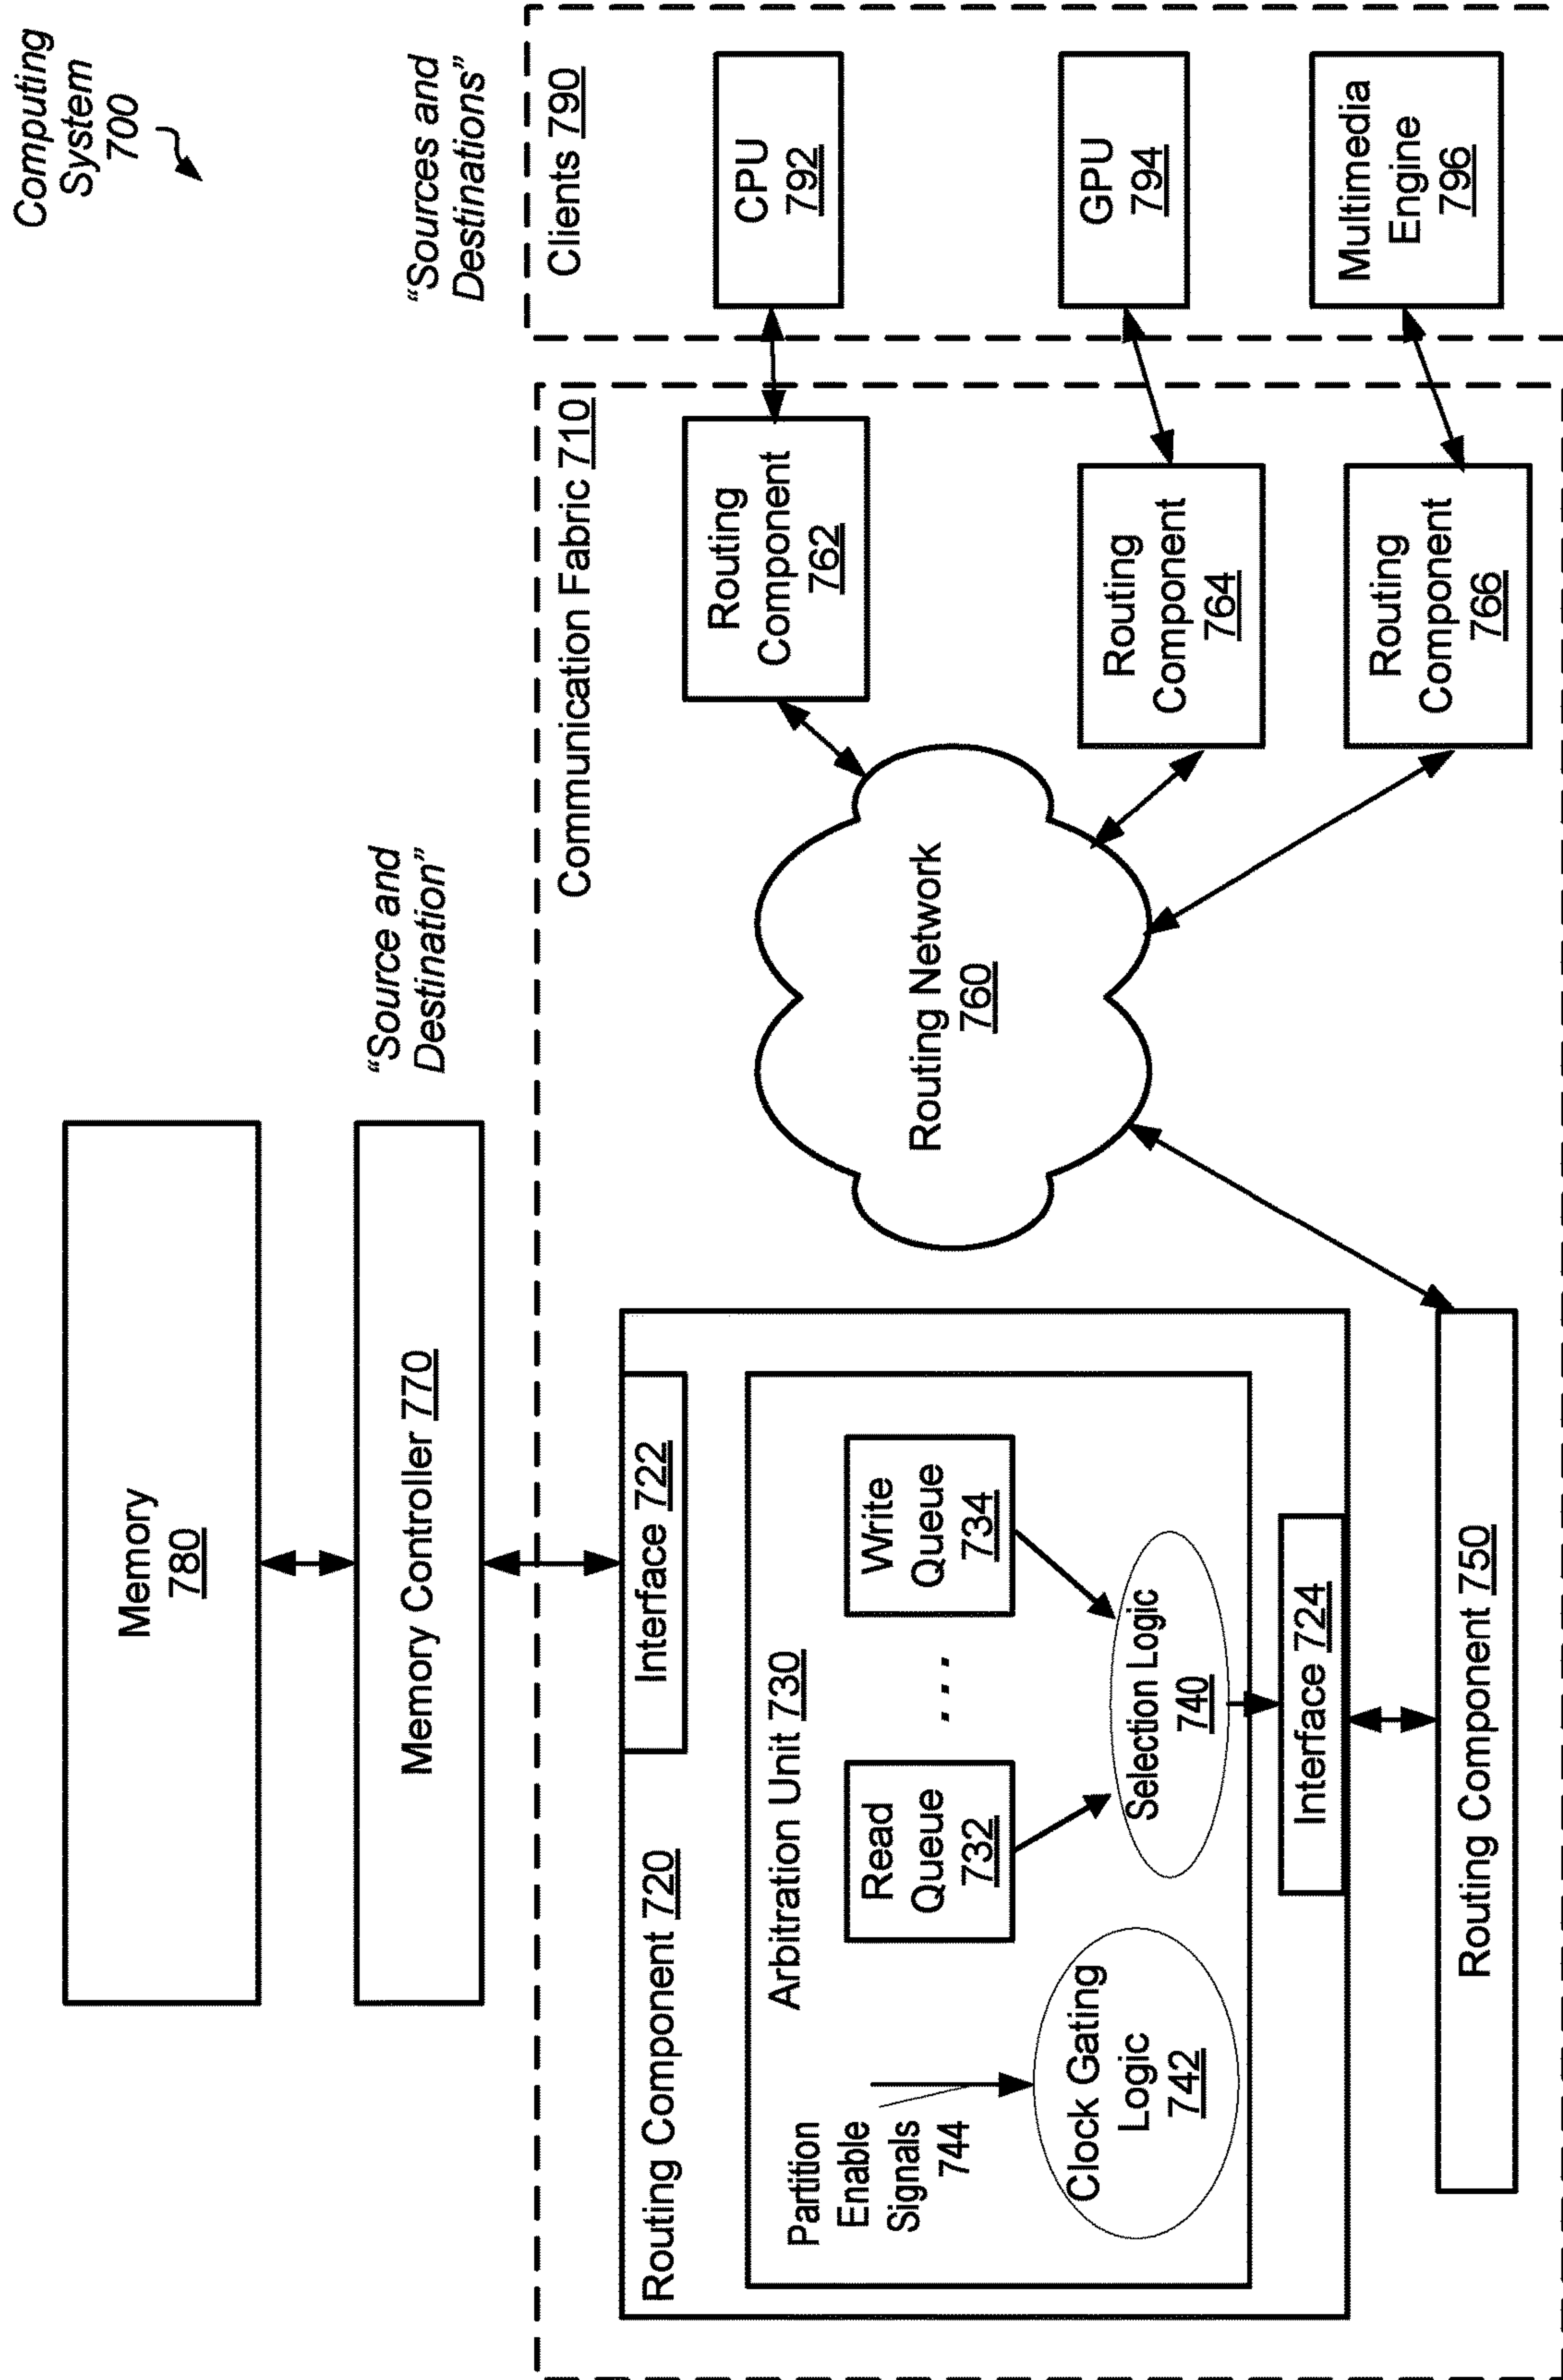 Computing
System
700
Memory
780
Memory Controller 770
"Source and
Destination"
"Sources and
Destinations"
Communication Fabric 710
Clients 790
Routing Component 720
Interface 722
Arbitration Unit 730
Partition
Enable
Signals
744
Read
Queue
732
. . .
Write
Queue
734
Clock Gating
Logic
742
Selection Logic
740
Interface 724
Routing Component 750
Routing Network
760
Routing
Component
762
CPU
792
Routing
Component
764
GPU
794
Routing
Component
766
Multimedia
Engine
796